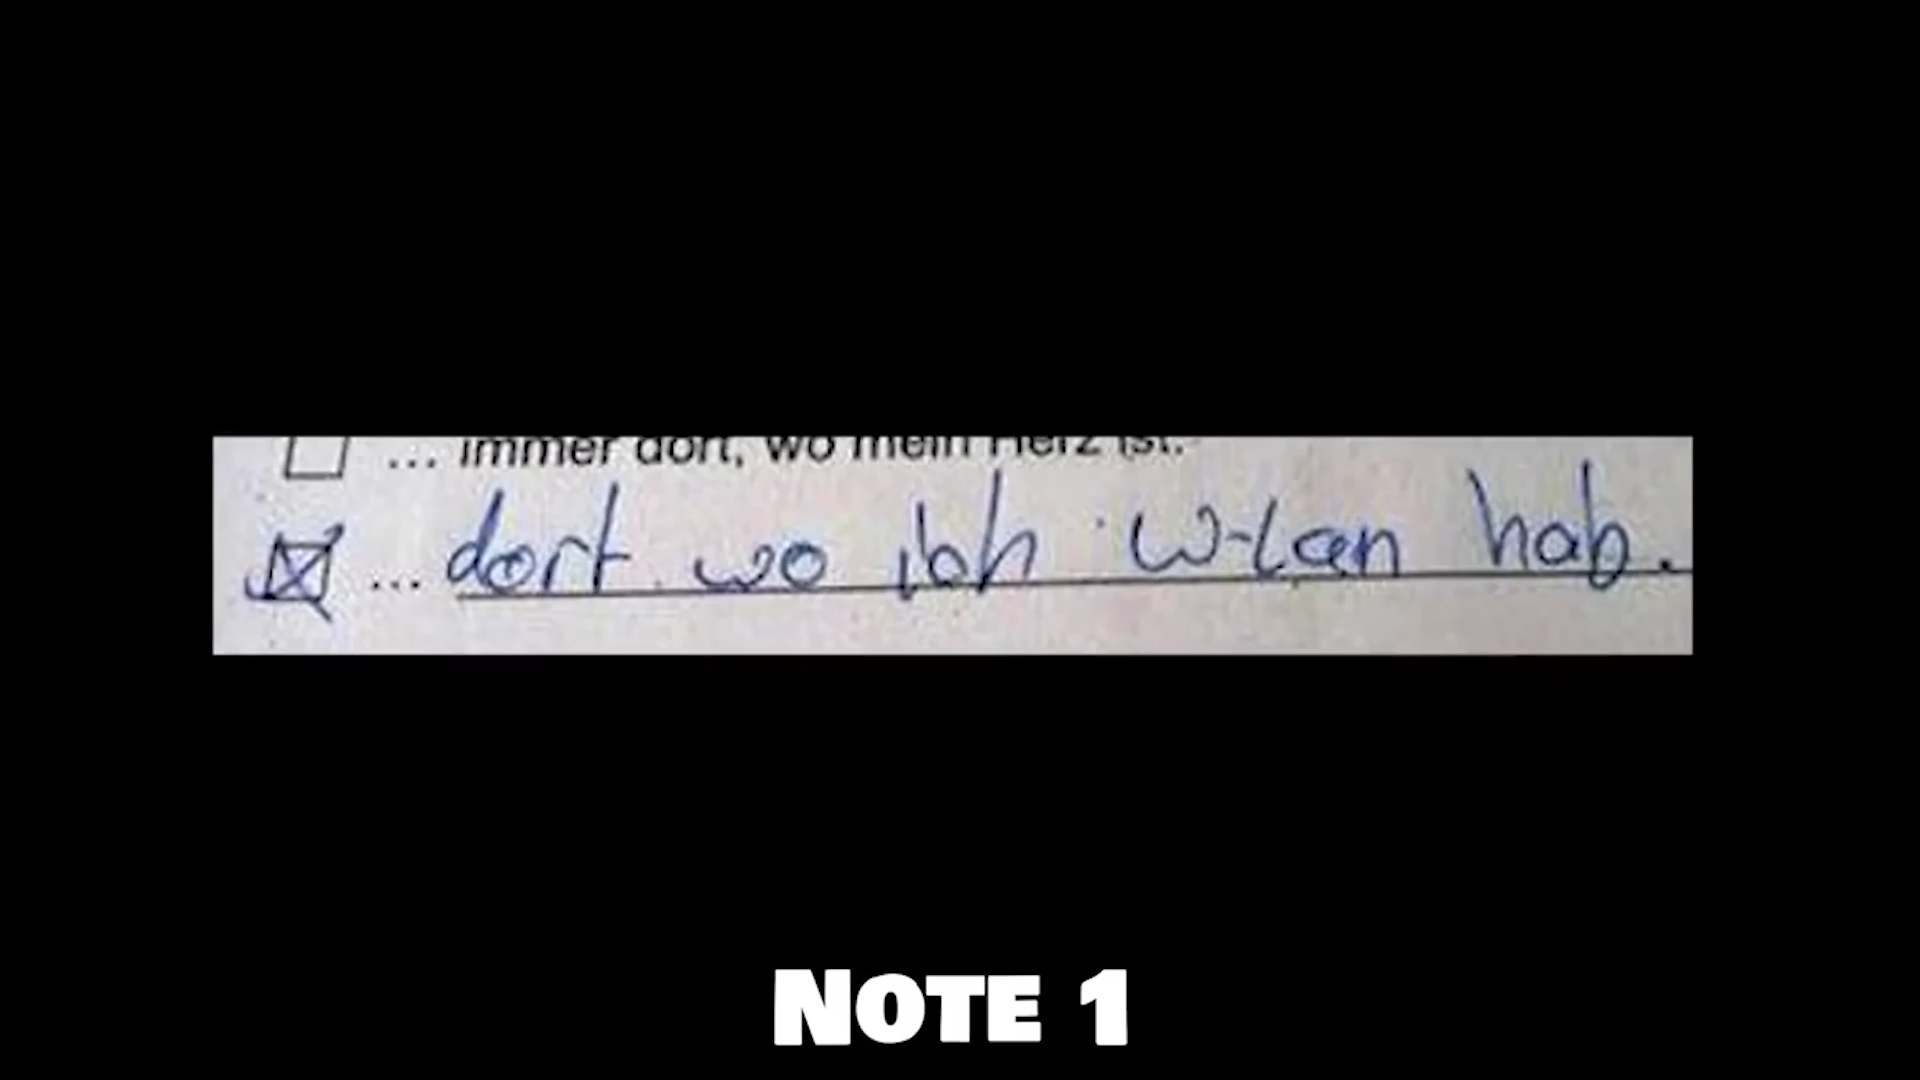 ... immer dort, wo mein Herz ist.
... dort wo ich W-Lan hab.
NOTE 1